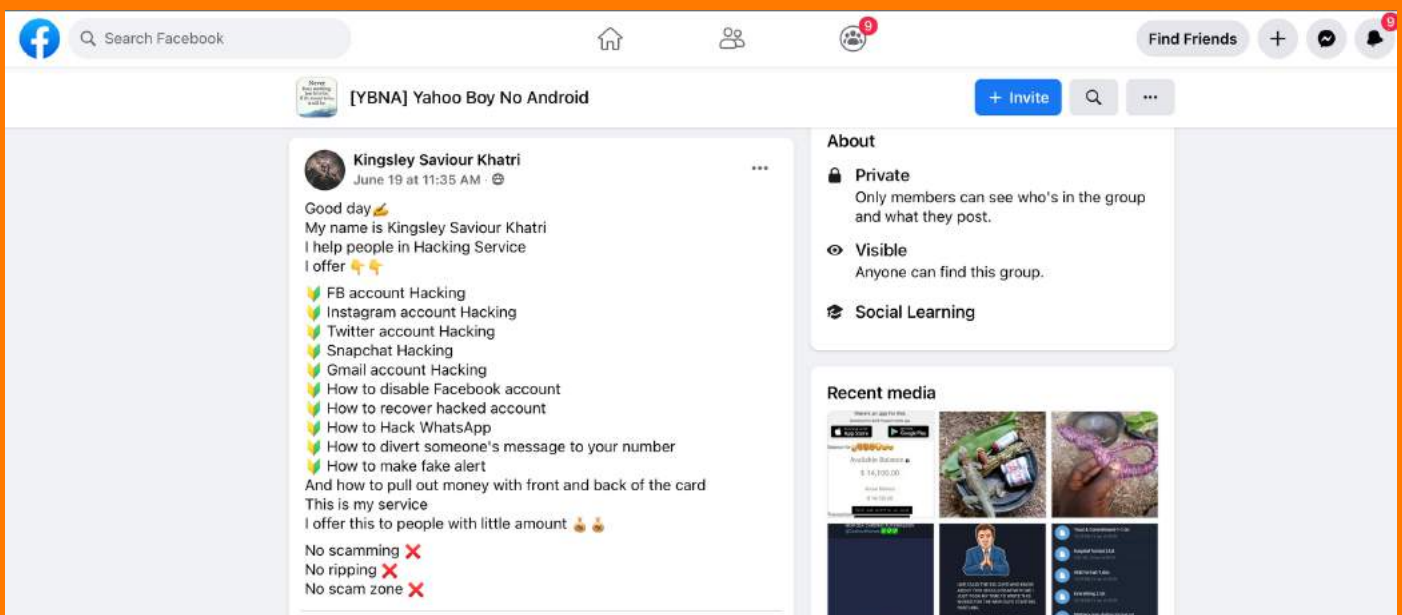 Search Facebook
9
Find Friends
9
[YBNA] Yahoo Boy No Android
+ Invite
Kingsley Saviour Khatri
June 19 at 11:35 AM ·
Good day
My name is Kingsley Saviour Khatri
I help people in Hacking Service
I offer
FB account Hacking
Instagram account Hacking
Twitter account Hacking
Snapchat Hacking
Gmail account Hacking
How to disable Facebook account
How to recover hacked account
How to Hack WhatsApp
How to divert someone's message to your number
How to make fake alert
And how to pull out money with front and back of the card
This is my service
I offer this to people with little amount
No scamming
No ripping
No scam zone
About
Private
Only members can see who's in the group
and what they post.
Visible
Anyone can find this group.
Social Learning
Recent media
App Store
Google Play
Available Balance
$ 14,100.00